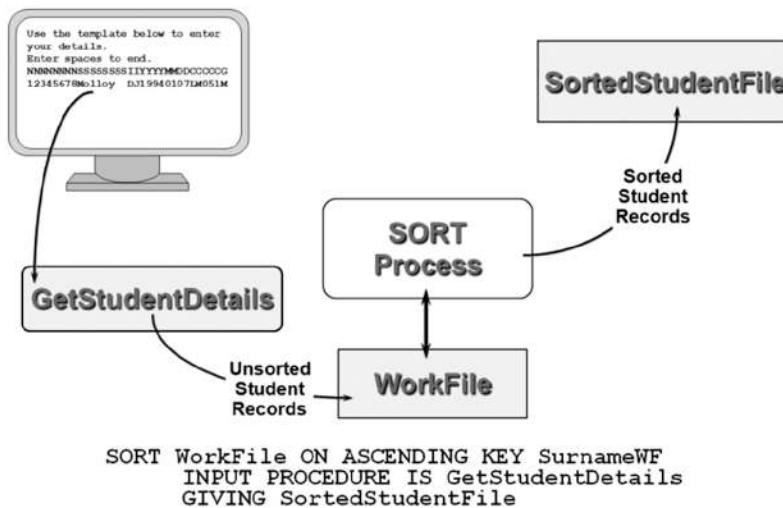 Use the template below to enter
your details.
Enter spaces to end.
NNNNNNNSSSSSSSSIIYYYYMMDDCCCCCG
12345678Molloy  DJ19940107LM051M
SortedStudentFile
Sorted
Student
Records
SORT
Process
GetStudentDetails
Unsorted
Student
Records
WorkFile
SORT WorkFile ON ASCENDING KEY SurnameWF
INPUT PROCEDURE IS GetStudentDetails
GIVING SortedStudentFile